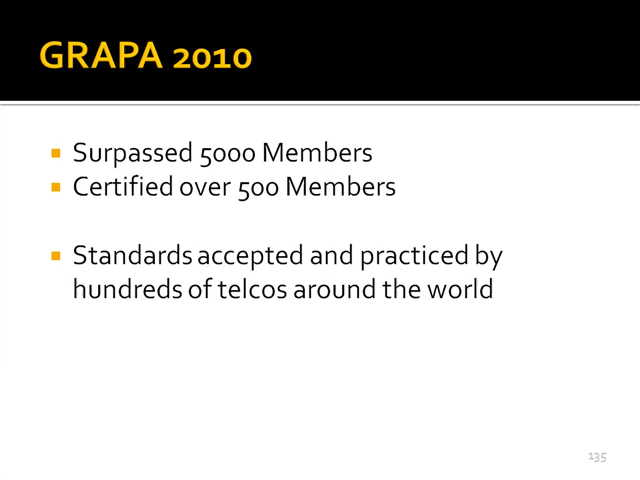 GRAPA 2010
Surpassed 5000 Members
Certified over 500 Members
Standards accepted and practiced by
hundreds of telcos around the world
135